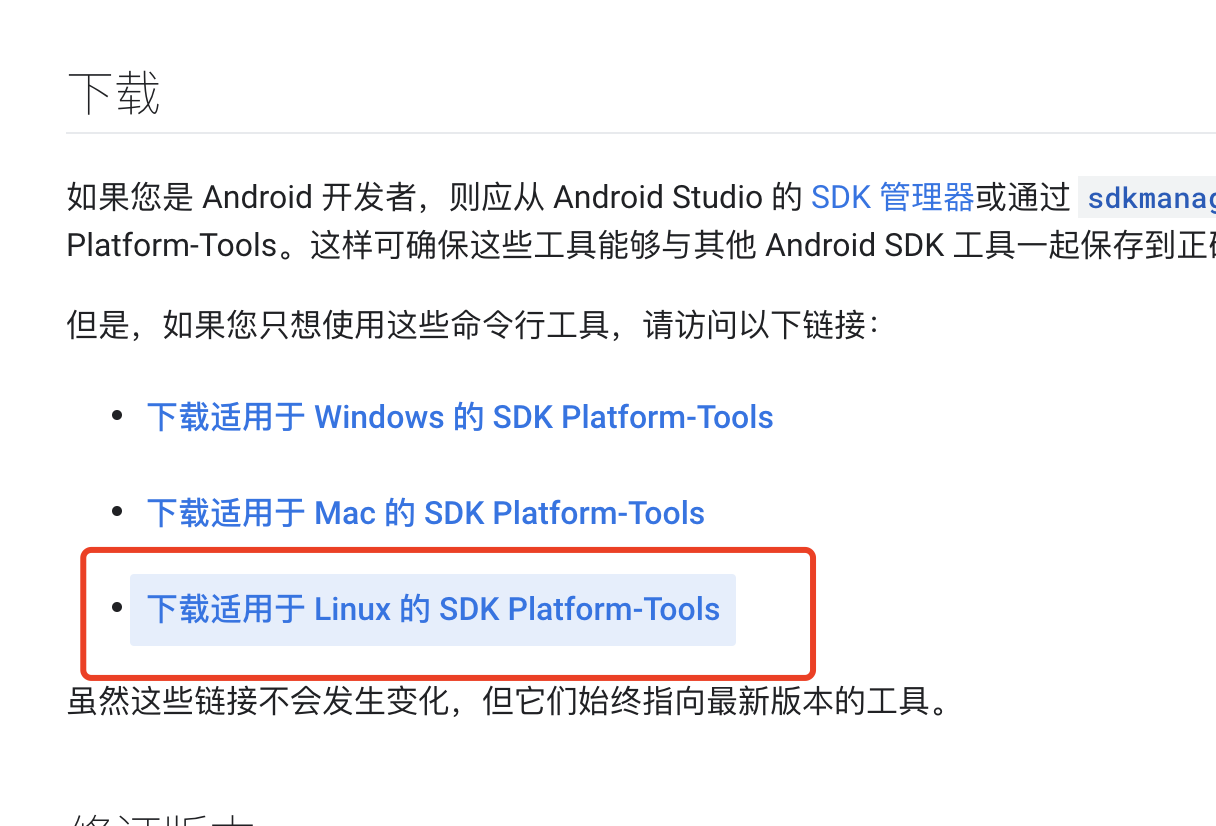 下载
如果您是 Android 开发者，则应从 Android Studio 的 SDK 管理器或通过 sdkmanag
Platform-Tools。这样可确保这些工具能够与其他 Android SDK 工具一起保存到正确
但是，如果您只想使用这些命令行工具，请访问以下链接：
• 下载适用于 Windows 的 SDK Platform-Tools
• 下载适用于 Mac 的 SDK Platform-Tools
• 下载适用于 Linux 的 SDK Platform-Tools
虽然这些链接不会发生变化，但它们始终指向最新版本的工具。
修订版本